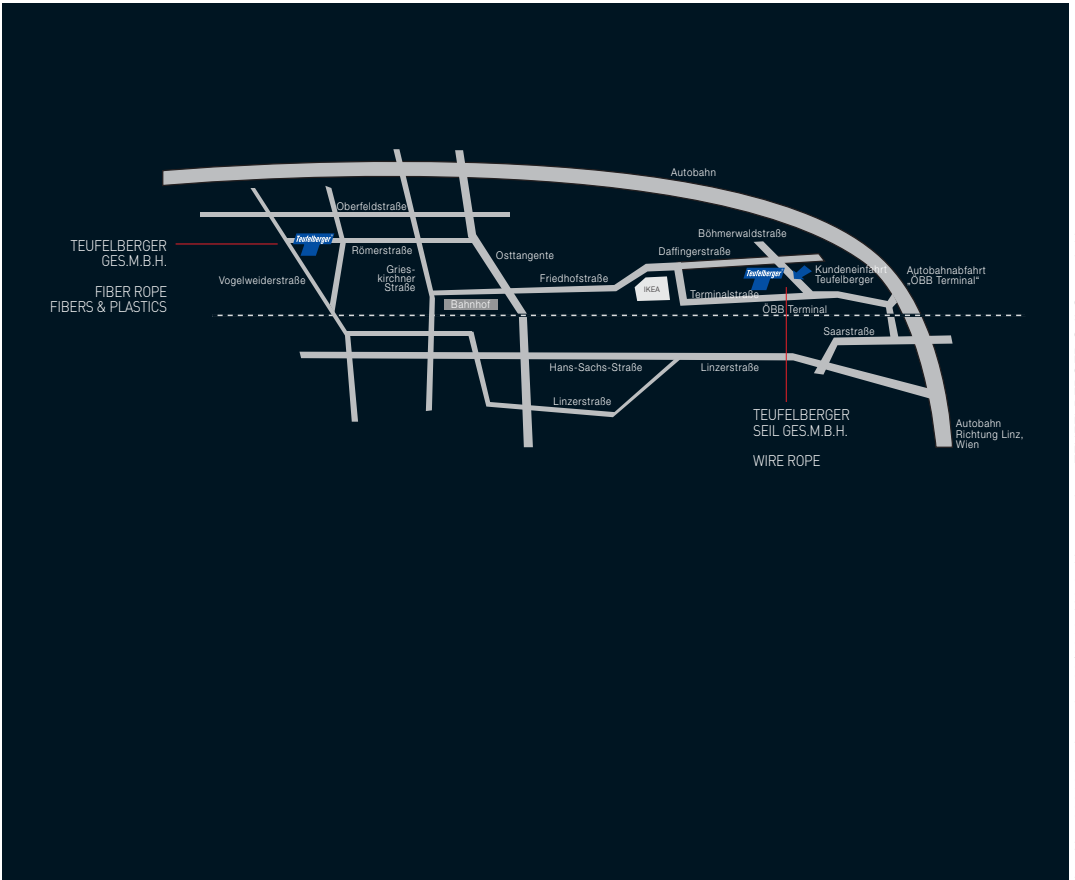 Autobahn
Oberfeldstraße
Böhmerwaldstraße
Teufelberger
TEUFELBERGER
GES.M.B.H.
FIBER ROPE
FIBERS & PLASTICS
Römerstraße
Osttangente
Daffingerstraße
Vogelweiderstraße
Gries-
kirchner
Straße
Friedhofstraße
IKEA
Teufelberger
Kundeneinfahrt
Teufelberger
Autobahnabfahrt
„ÖBB Terminal“
Bahnhof
Terminalstraße
ÖBB Terminal
Saarstraße
Hans-Sachs-Straße
Linzerstraße
Linzerstraße
TEUFELBERGER
SEIL GES.M.B.H.
WIRE ROPE
Autobahn
Richtung Linz,
Wien